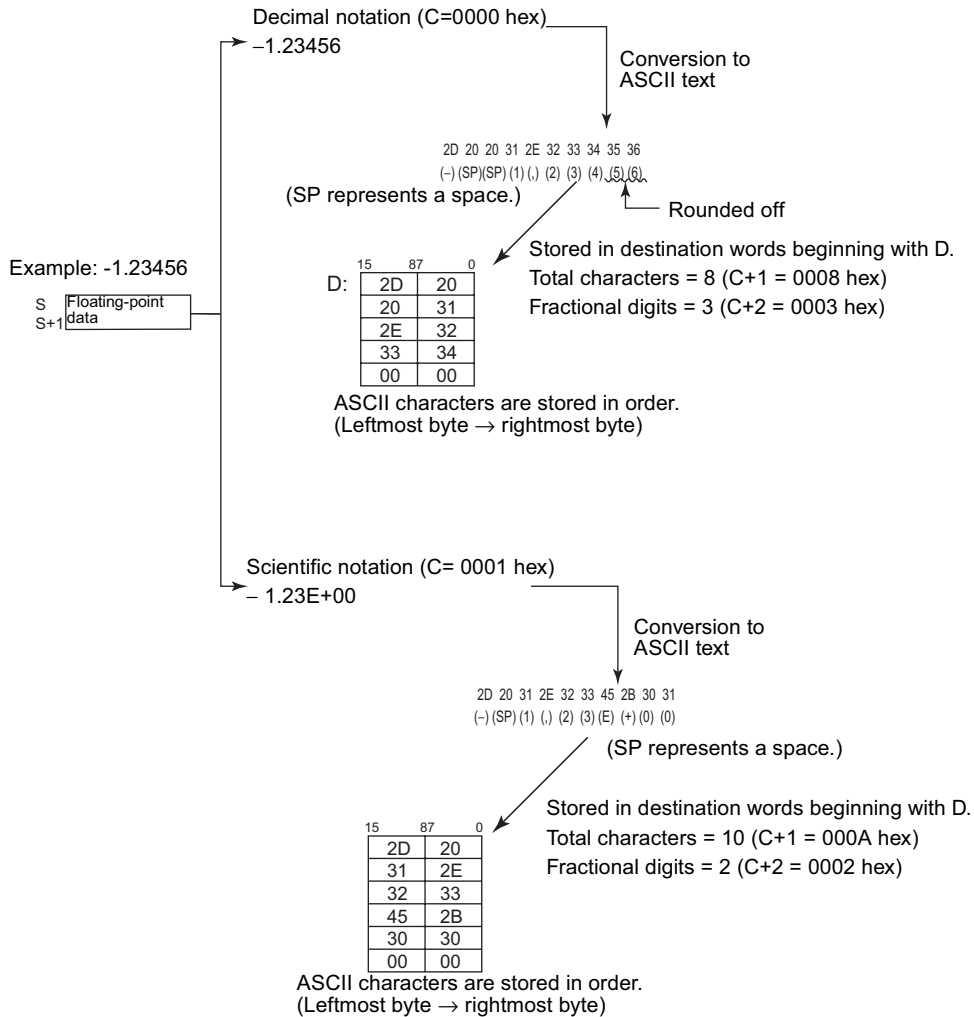 Decimal notation (C=0000 hex)
−1.23456
Conversion to
ASCII text
2D 20 20 31 2E 32 33 34 35 36
(−) (SP)(SP) (1) (,) (2) (3) (4) (5) (6)
(SP represents a space.)
Rounded off
Stored in destination words beginning with D.
Total characters = 8 (C+1 = 0008 hex)
Fractional digits = 3 (C+2 = 0003 hex)
Example: -1.23456
S
S+1
Floating-point
data
15 87 0
D: 2D 20
20 31
2E 32
33 34
00 00
ASCII characters are stored in order.
(Leftmost byte → rightmost byte)
Scientific notation (C= 0001 hex)
− 1.23E+00
Conversion to
ASCII text
2D 20 31 2E 32 33 45 2B 30 31
(−) (SP) (1) (,) (2) (3) (E) (+) (0) (0)
(SP represents a space.)
Stored in destination words beginning with D.
Total characters = 10 (C+1 = 000A hex)
Fractional digits = 2 (C+2 = 0002 hex)
15 87 0
2D 20
31 2E
32 33
45 2B
30 30
00 00
ASCII characters are stored in order.
(Leftmost byte → rightmost byte)